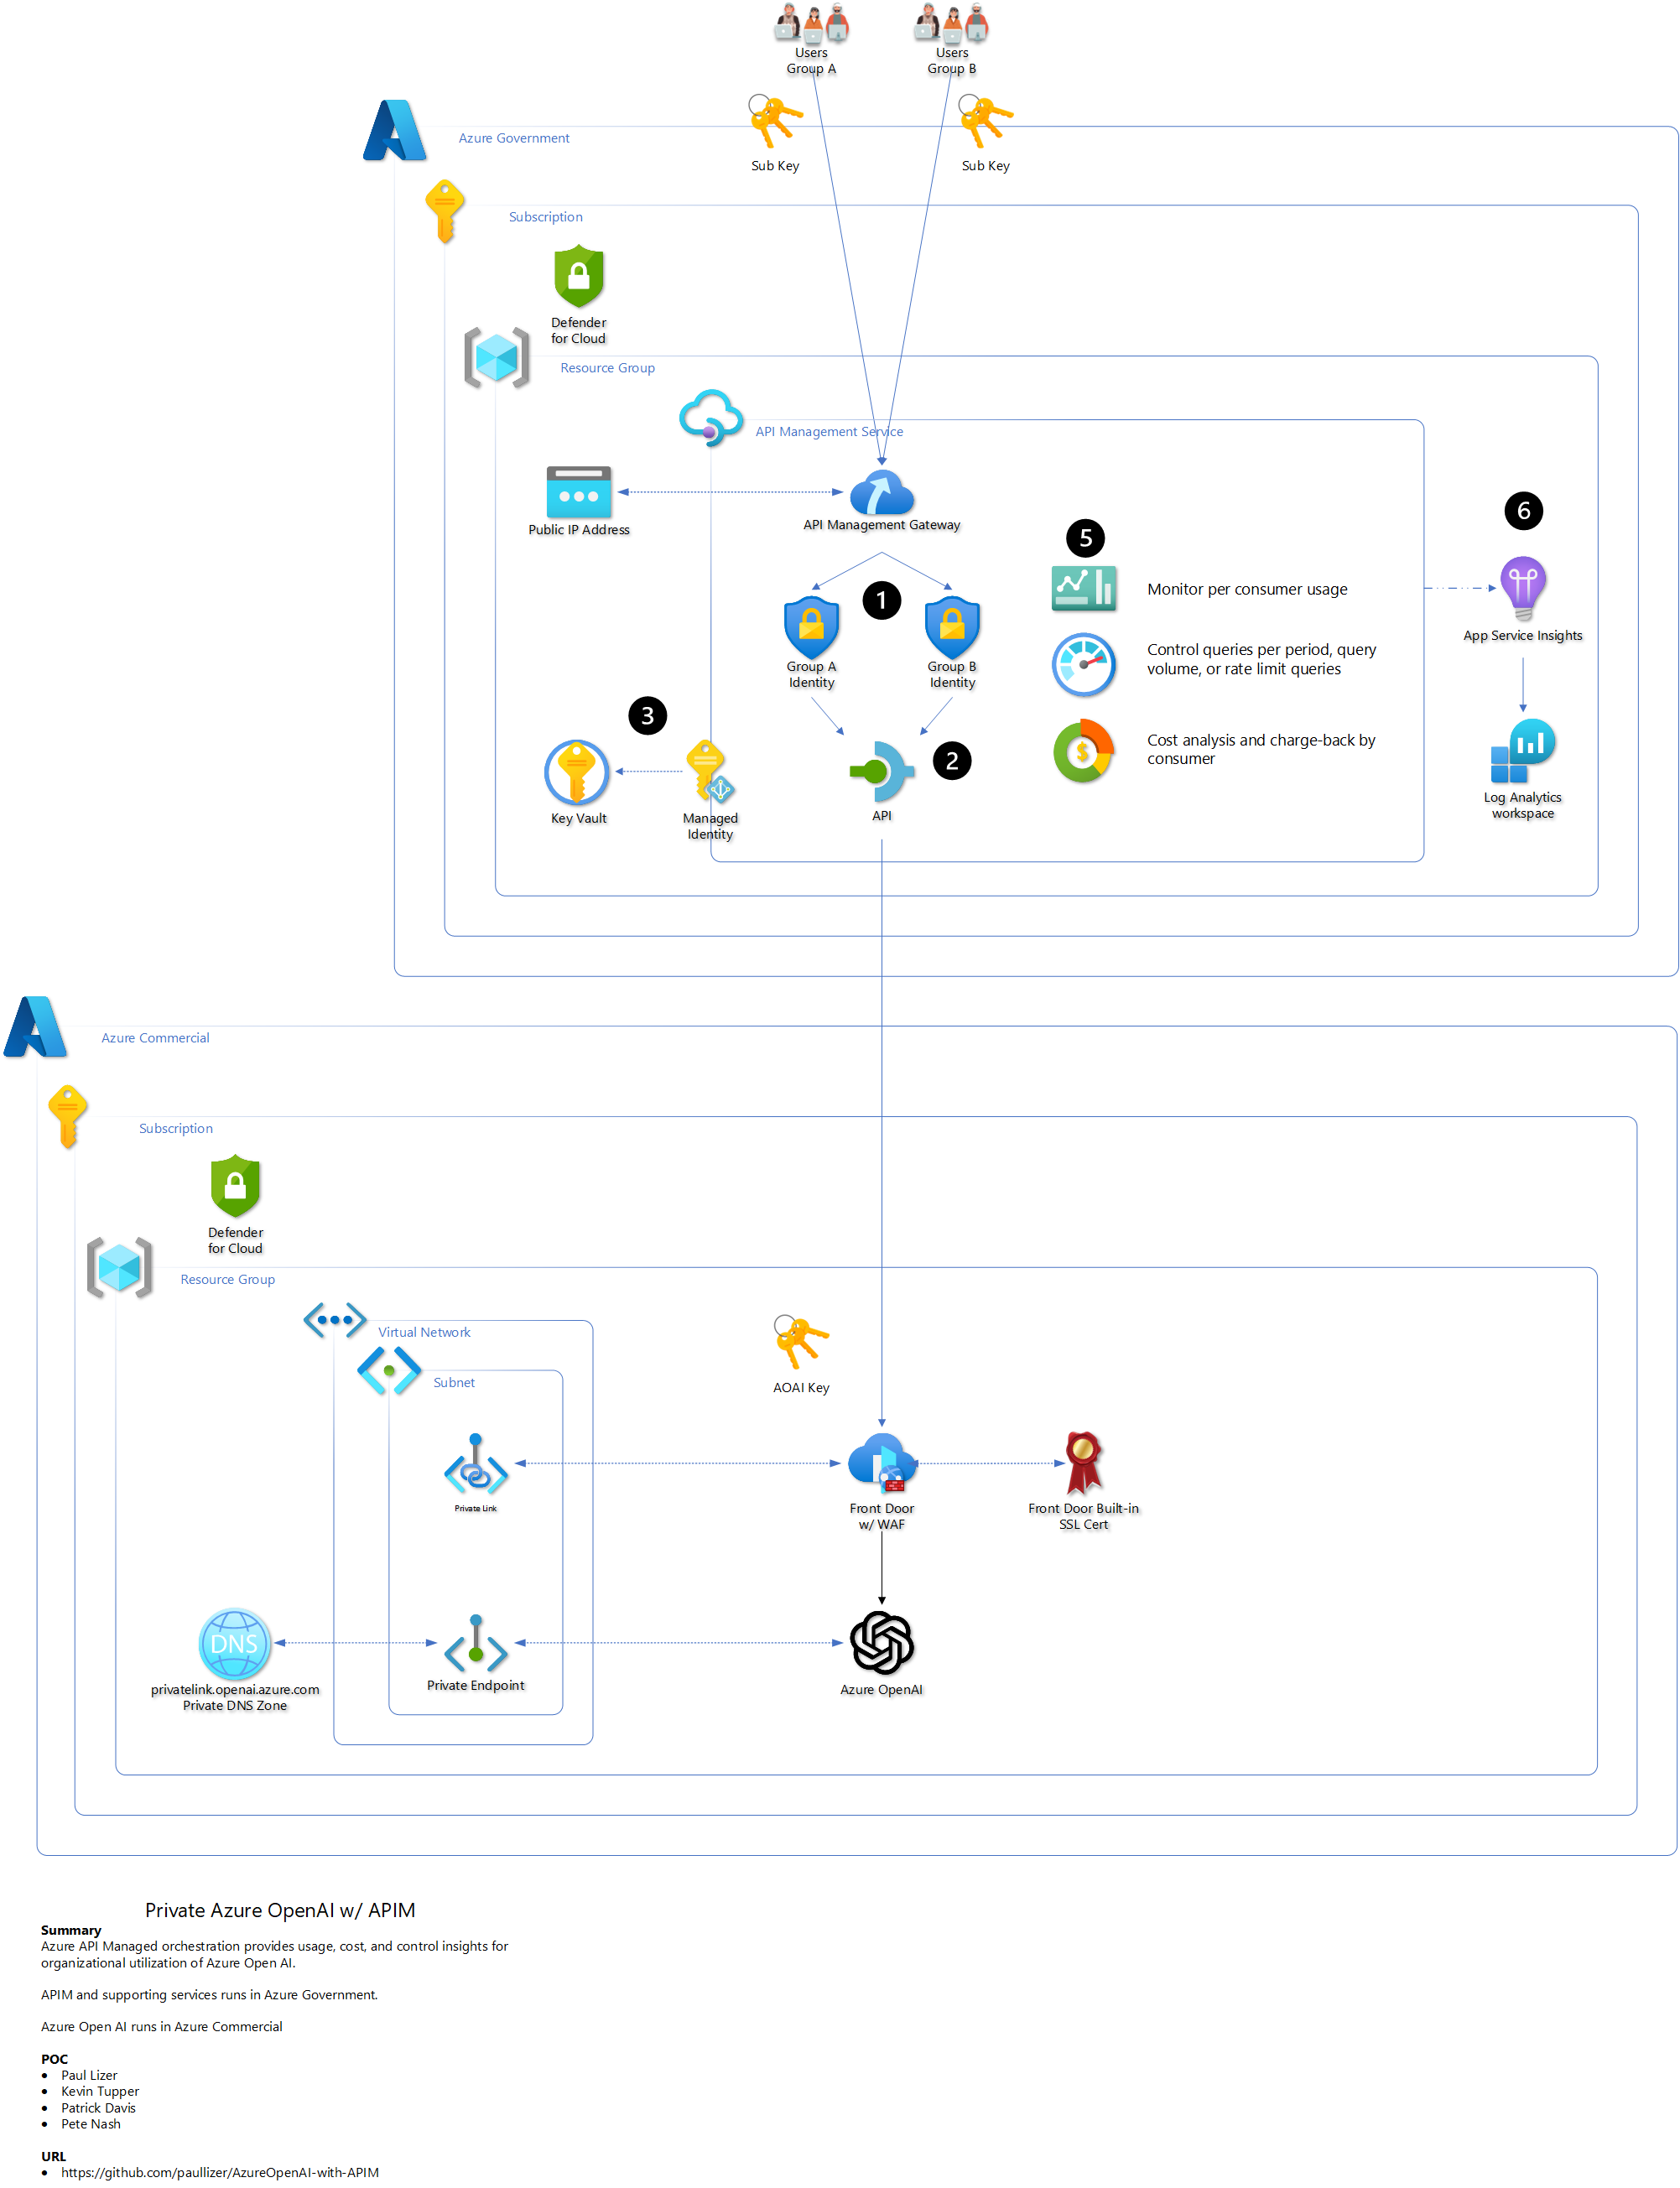 Users
Group A
Users
Group B
Sub Key
Sub Key
Azure Government
Subscription
Defender
for Cloud
Resource Group
API Management Service
Public IP Address
API Management Gateway
6
5
Monitor per consumer usage
1
App Service Insights
Control queries per period, query
volume, or rate limit queries
Group A
Identity
Group B
Identity
3
2
Cost analysis and charge-back by
consumer
Key Vault
Managed
Identity
API
Log Analytics
workspace
Azure Commercial
Subscription
Defender
for Cloud
Resource Group
Virtual Network
Subnet
AOAI Key
Private Link
Front Door
w/ WAF
Front Door Built-in
SSL Cert
DNS
privatelink.openai.azure.com
Private DNS Zone
Private Endpoint
Azure OpenAI
Private Azure OpenAI w/ APIM
Summary
Azure API Managed orchestration provides usage, cost, and control insights for
organizational utilization of Azure Open AI.
APIM and supporting services runs in Azure Government.
Azure Open AI runs in Azure Commercial
POC
• Paul Lizer
• Kevin Tupper
• Patrick Davis
• Pete Nash
URL
• https://github.com/paullizer/AzureOpenAI-with-APIM